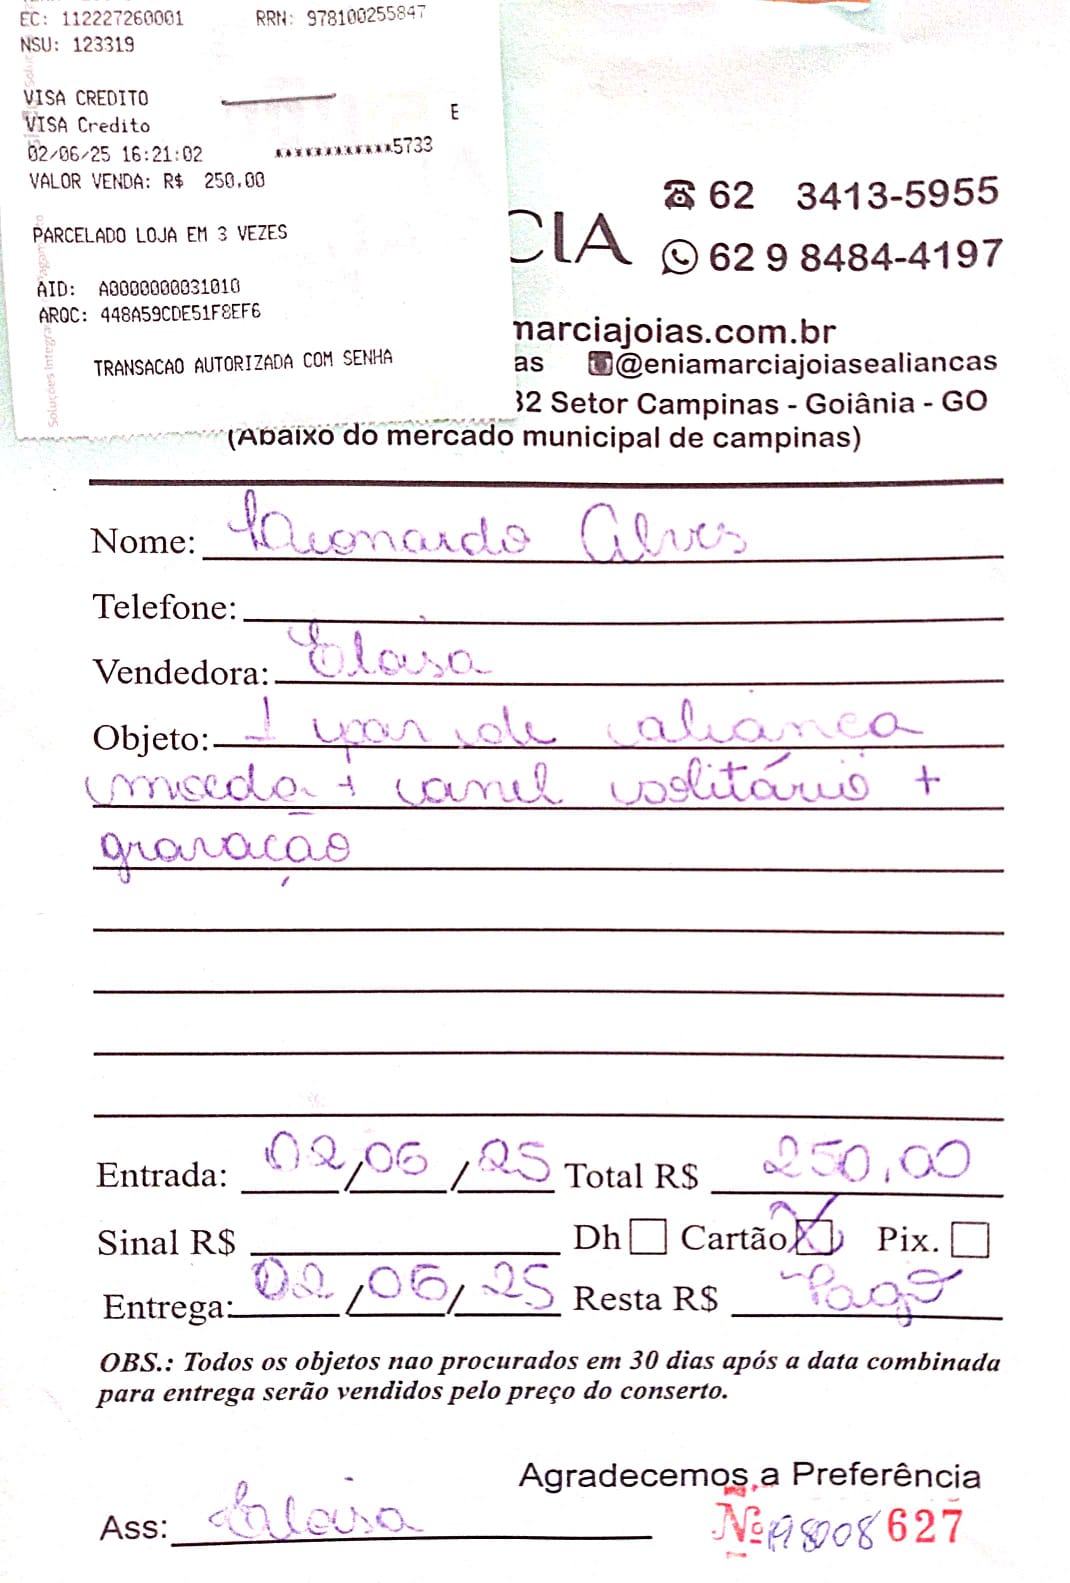 EC: 112227260001 RRN: 978100255847
NSU: 123319
VISA CREDITO
E
VISA Credito
02/06/25 16:21:02 ************5733
VALOR VENDA: R$ 250,00
PARCELADO LOJA EM 3 VEZES
AID: A0000000031010
ARQC: 448A59CDE51F8EF6
TRANSACAO AUTORIZADA COM SENHA
62 3413-5955
CIA
62 9 8484-4197
marciajoias.com.br
as @eniamarciajoiasealiancas
32 Setor Campinas - Goiânia - GO
(Abaixo do mercado municipal de campinas)
Nome: Leonardo Alves
Telefone:
Vendedora: Eloisa
Objeto: 1 par de aliança
moeda + anel solitário +
gravação
Entrada: 02/06/25 Total R$ 250,00
Sinal R$ Dh Cartão X Pix.
Entrega: 02/06/25 Resta R$ Pago
OBS.: Todos os objetos nao procurados em 30 dias após a data combinada
para entrega serão vendidos pelo preço do conserto.
Agradecemos a Preferência
Ass: Eloisa Nº 198008 627